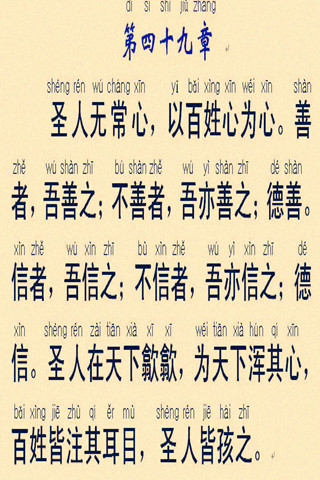 dì sì shí jiǔ zhāng
第四十九章
shèng rén wú cháng xīn yǐ bǎi xìng xīn wéi xīn shàn
圣人无常心，以百姓心为心。善
zhě wú shàn zhī bù shàn zhě wú yì shàn zhī dé shàn
者，吾善之；不善者，吾亦善之；德善。
xìn zhě wú xìn zhī bù xìn zhě wú yì xìn zhī dé
信者，吾信之；不信者，吾亦信之；德
xìn shèng rén zài tiān xià xī xī wéi tiān xià hún qí xīn
信。圣人在天下歙歙，为天下浑其心，
bǎi xìng jiē zhù qí ěr mù shèng rén jiē hái zhī
百姓皆注其耳目，圣人皆孩之。